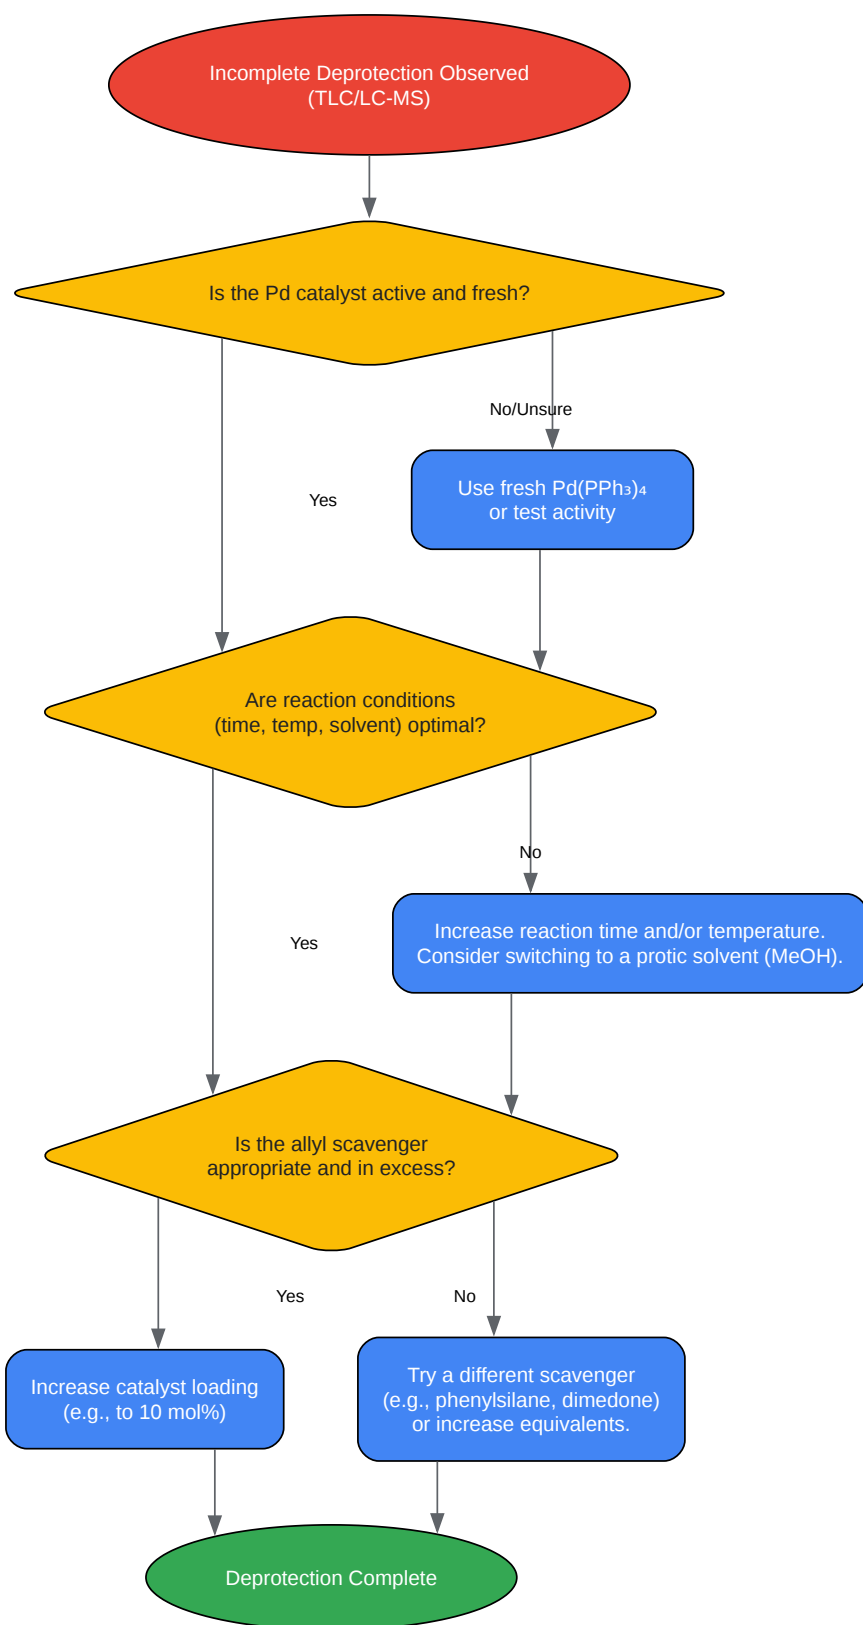 Incomplete Deprotection Observed
(TLC/LC-MS)
Is the Pd catalyst active and fresh?
No/Unsure
Yes
Use fresh Pd(PPh₃)₄
or test activity
Are reaction conditions
(time, temp, solvent) optimal?
No
Yes
Increase reaction time and/or temperature.
Consider switching to a protic solvent (MeOH).
Is the allyl scavenger
appropriate and in excess?
Yes
No
Increase catalyst loading
(e.g., to 10 mol%)
Try a different scavenger
(e.g., phenylsilane, dimedone)
or increase equivalents.
Deprotection Complete